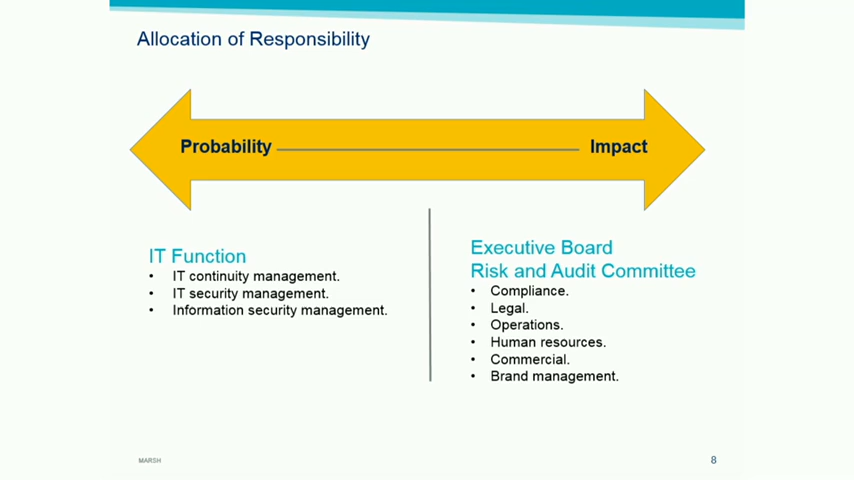 Allocation of Responsibility
Probability
Impact
IT Function
• IT continuity management.
• IT security management.
• Information security management.
Executive Board
Risk and Audit Committee
• Compliance.
• Legal.
• Operations.
• Human resources.
• Commercial.
• Brand management.
MARSH
8